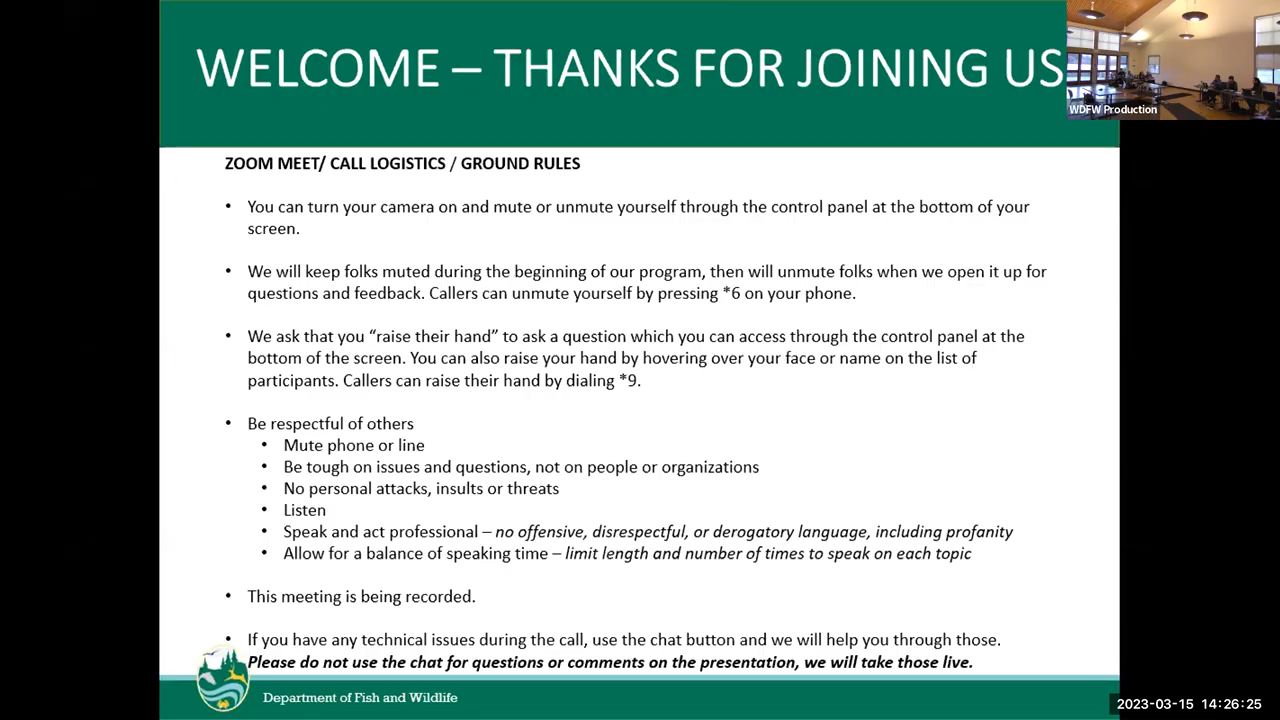 WELCOME – THANKS FOR JOINING US
WDFW Production
ZOOM MEET/ CALL LOGISTICS / GROUND RULES
• You can turn your camera on and mute or unmute yourself through the control panel at the bottom of your
screen.
• We will keep folks muted during the beginning of our program, then will unmute folks when we open it up for
questions and feedback. Callers can unmute yourself by pressing *6 on your phone.
• We ask that you “raise their hand” to ask a question which you can access through the control panel at the
bottom of the screen. You can also raise your hand by hovering over your face or name on the list of
participants. Callers can raise their hand by dialing *9.
• Be respectful of others
• Mute phone or line
• Be tough on issues and questions, not on people or organizations
• No personal attacks, insults or threats
• Listen
• Speak and act professional – no offensive, disrespectful, or derogatory language, including profanity
• Allow for a balance of speaking time – limit length and number of times to speak on each topic
• This meeting is being recorded.
• If you have any technical issues during the call, use the chat button and we will help you through those.
Please do not use the chat for questions or comments on the presentation, we will take those live.
Department of Fish and Wildlife
2023-03-15 14:26:25